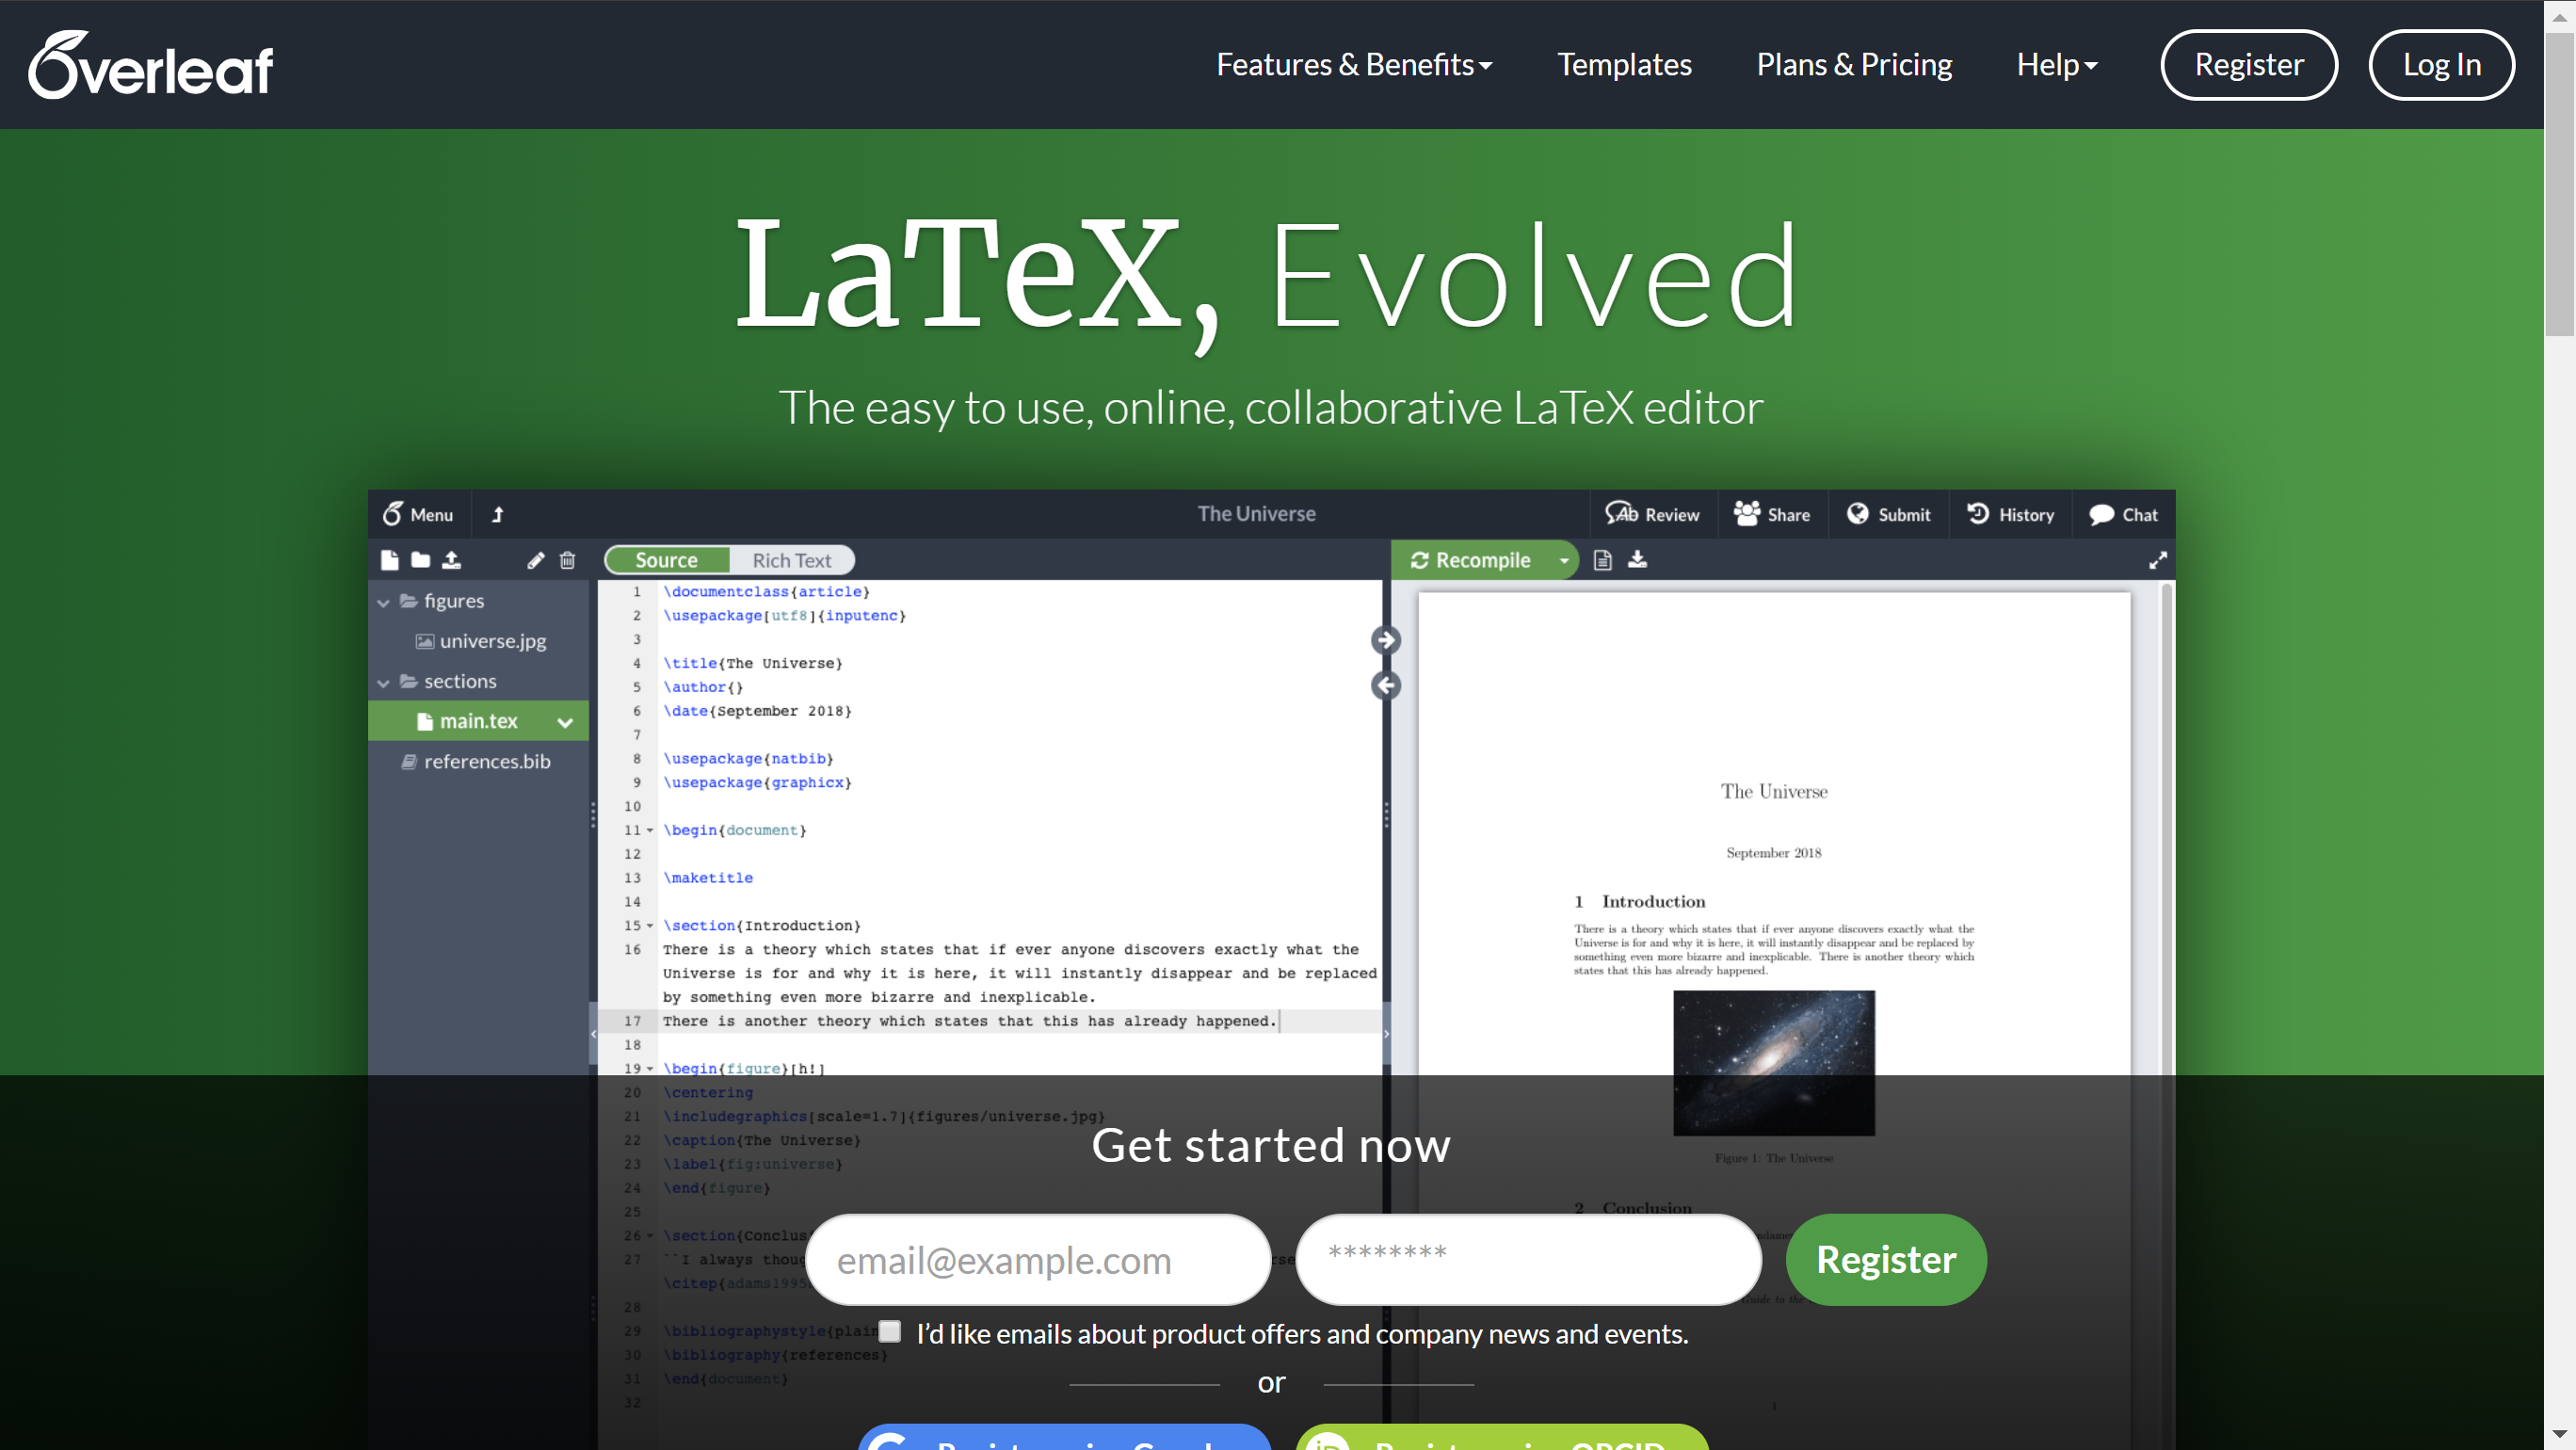 Overleaf
Features & Benefits
Templates
Plans & Pricing
Help
Register
Log In
LaTeX, Evolved
The easy to use, online, collaborative LaTeX editor
Menu
The Universe
Review
Share
Submit
History
Chat
Source
Rich Text
Recompile
figures
universe.jpg
sections
main.tex
references.bib
1 \documentclass{article}
2 \usepackage[utf8]{inputenc}
3
4 \title{The Universe}
5 \author{}
6 \date{September 2018}
7
8 \usepackage{natbib}
9 \usepackage{graphicx}
10
11 \begin{document}
12
13 \maketitle
14
15 \section{Introduction}
16 There is a theory which states that if ever anyone discovers exactly what the
Universe is for and why it is here, it will instantly disappear and be replaced
by something even more bizarre and inexplicable.
17 There is another theory which states that this has already happened.
18
19 \begin{figure}[h!]
20 \centering
21 \includegraphics[scale=1.7]{figures/universe.jpg}
22 \caption{The Universe}
23 \label{fig:universe}
24 \end{figure}
25
26 \section{Conclus
27 ``I always thoug
\citep{adams1995
28
29 \bibliographystyle{plain
30 \bibliography{references}
31 \end{document}
32
The Universe
September 2018
1 Introduction
There is a theory which states that if ever anyone discovers exactly what the
Universe is for and why it is here, it will instantly disappear and be replaced by
something even more bizarre and inexplicable. There is another theory which
states that this has already happened.
Figure 1: The Universe
2 Conclusion
Guide to the
1
Get started now
email@example.com
********
Register
I'd like emails about product offers and company news and events.
or